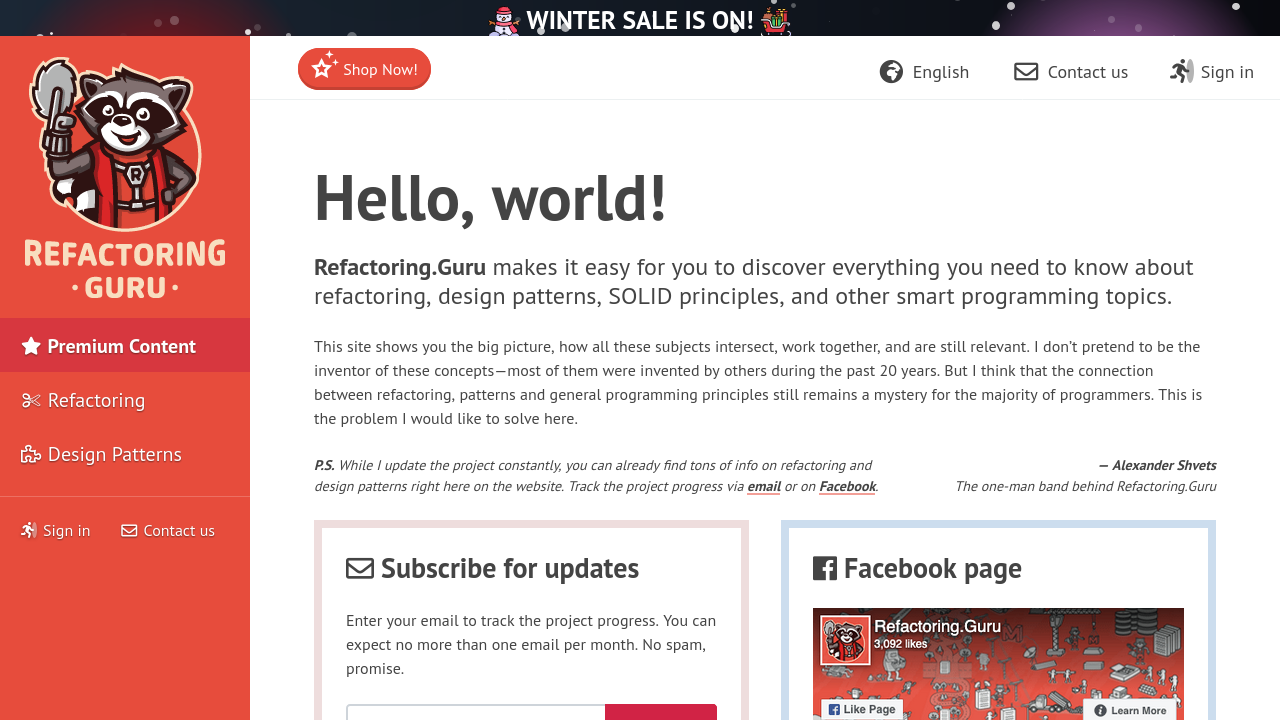 WINTER SALE IS ON!
Shop Now!
English
Contact us
Sign in
R
REFACTORING
· GURU ·
Premium Content
Refactoring
Design Patterns
Sign in
Contact us
Hello, world!
Refactoring.Guru makes it easy for you to discover everything you need to know about
refactoring, design patterns, SOLID principles, and other smart programming topics.
This site shows you the big picture, how all these subjects intersect, work together, and are still relevant. I don’t pretend to be the
inventor of these concepts—most of them were invented by others during the past 20 years. But I think that the connection
between refactoring, patterns and general programming principles still remains a mystery for the majority of programmers. This is
the problem I would like to solve here.
P.S. While I update the project constantly, you can already find tons of info on refactoring and
design patterns right here on the website. Track the project progress via email or on Facebook.
— Alexander Shvets
The one-man band behind Refactoring.Guru
Subscribe for updates
Enter your email to track the project progress. You can
expect no more than one email per month. No spam,
promise.
Facebook page
Refactoring.Guru
3,092 likes
Like Page
Learn More